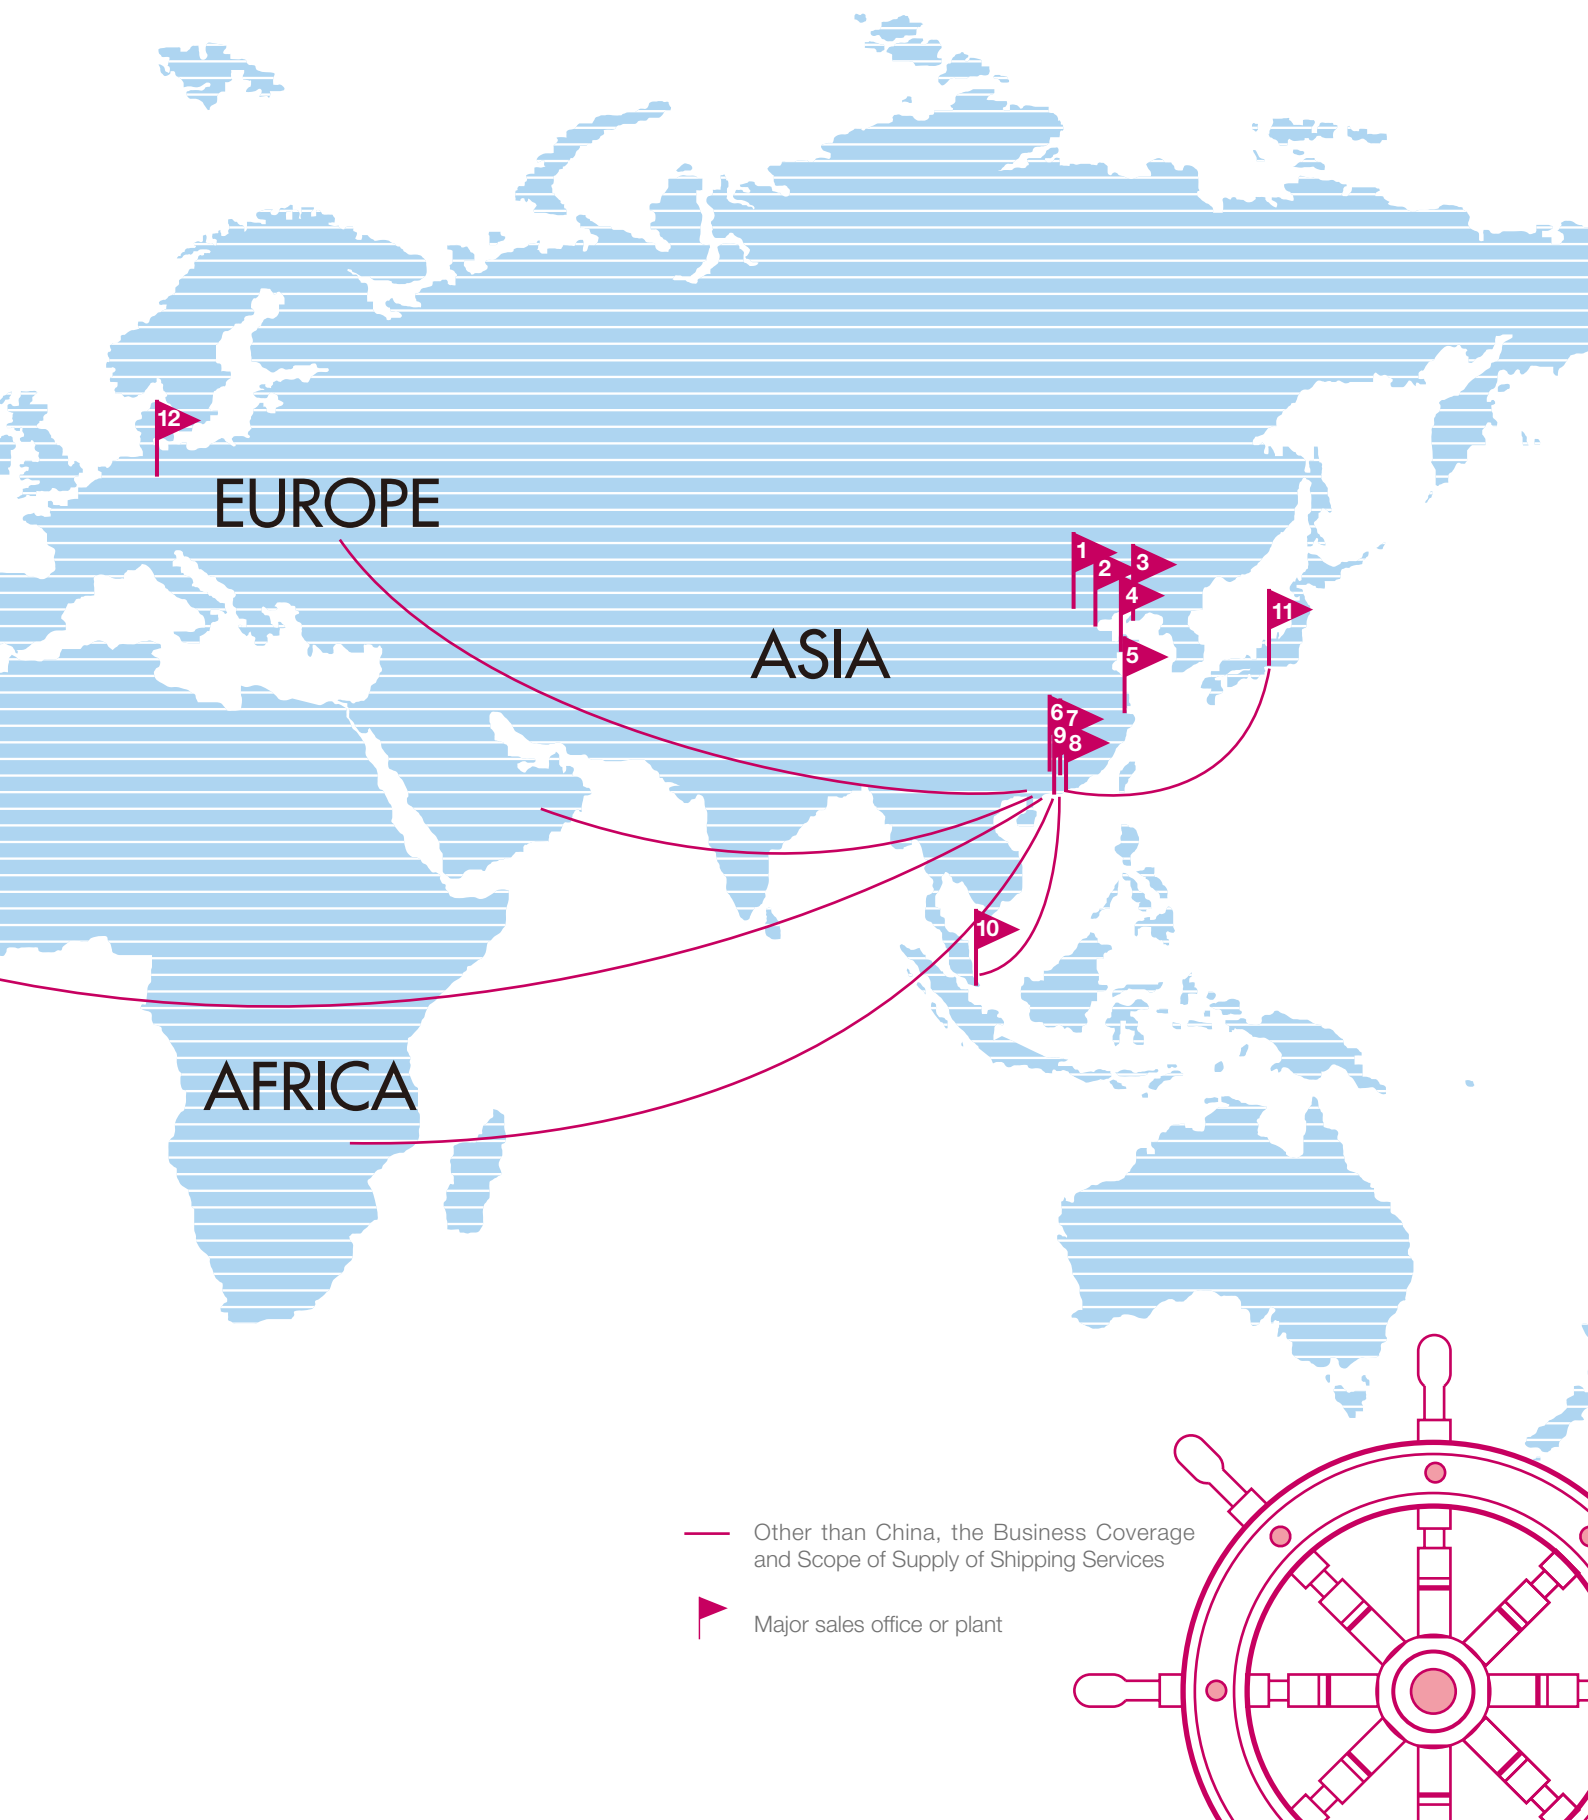 12
EUROPE
1
2
3
4
11
ASIA
5
6
7
9
8
10
AFRICA
Other than China, the Business Coverage
and Scope of Supply of Shipping Services
Major sales office or plant